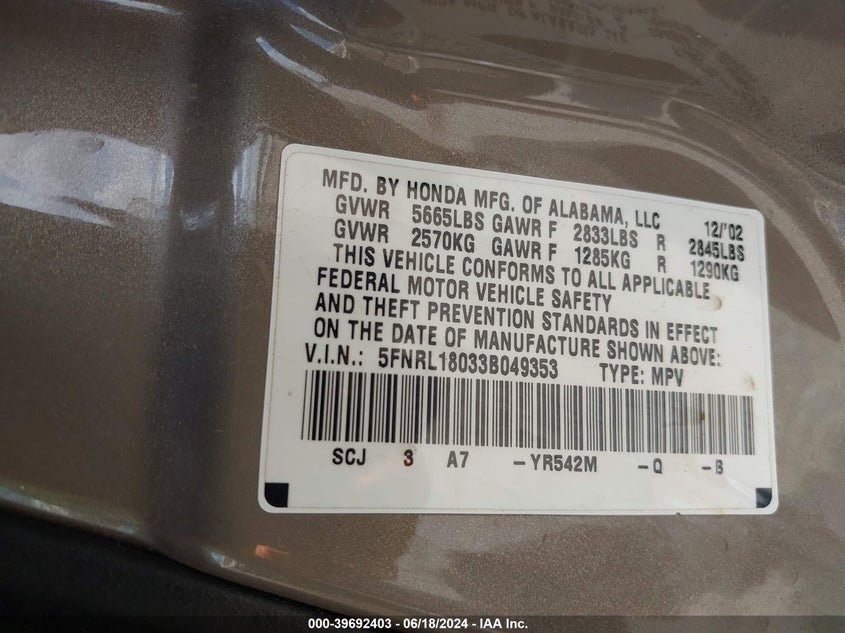 MFD. BY HONDA MFG. OF ALABAMA, LLC 12/'02
GVWR 5665LBS GAWR F 2833LBS R 2845LBS
GVWR 2570KG GAWR F 1285KG R 1290KG
THIS VEHICLE CONFORMS TO ALL APPLICABLE
FEDERAL MOTOR VEHICLE SAFETY
AND THEFT PREVENTION STANDARDS IN EFFECT
ON THE DATE OF MANUFACTURE SHOWN ABOVE:
V.I.N.: 5FNRL18033B049353 TYPE: MPV
SCJ 3 A7 -YR542M -Q -B
000-39692403 - 06/18/2024 - IAA Inc.